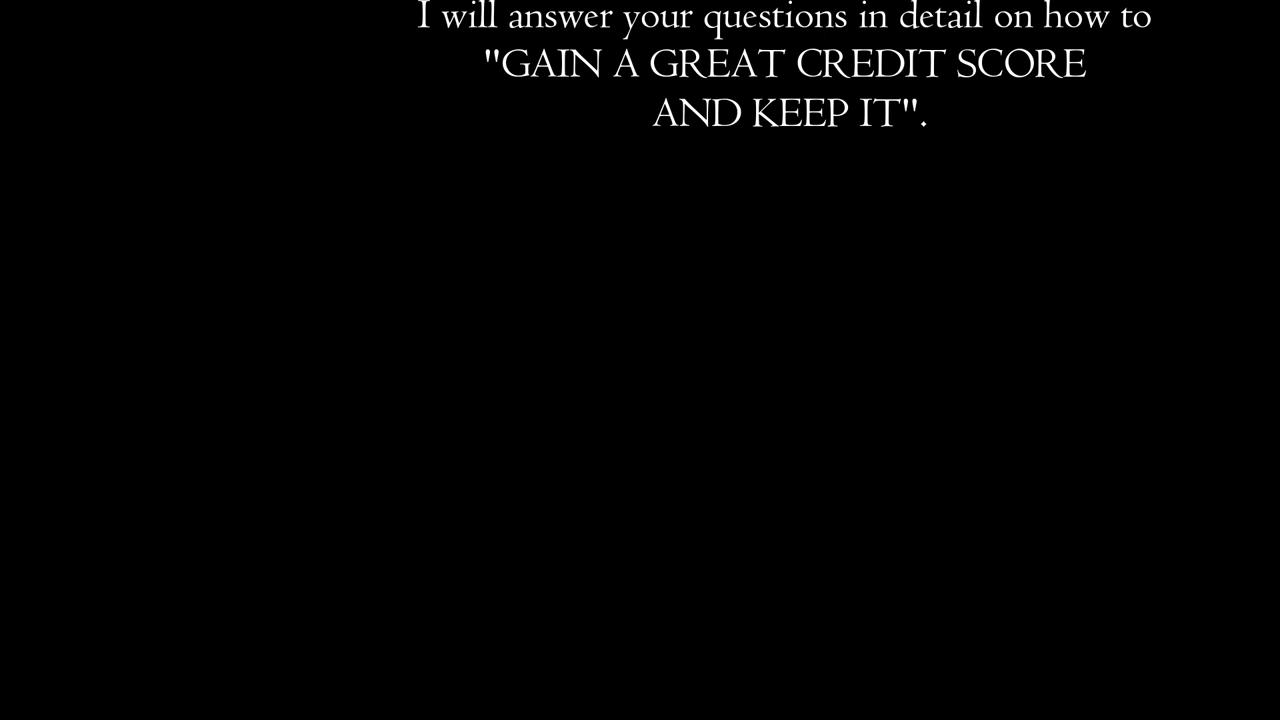 I will answer your questions in detail on how to
"GAIN A GREAT CREDIT SCORE
AND KEEP IT".